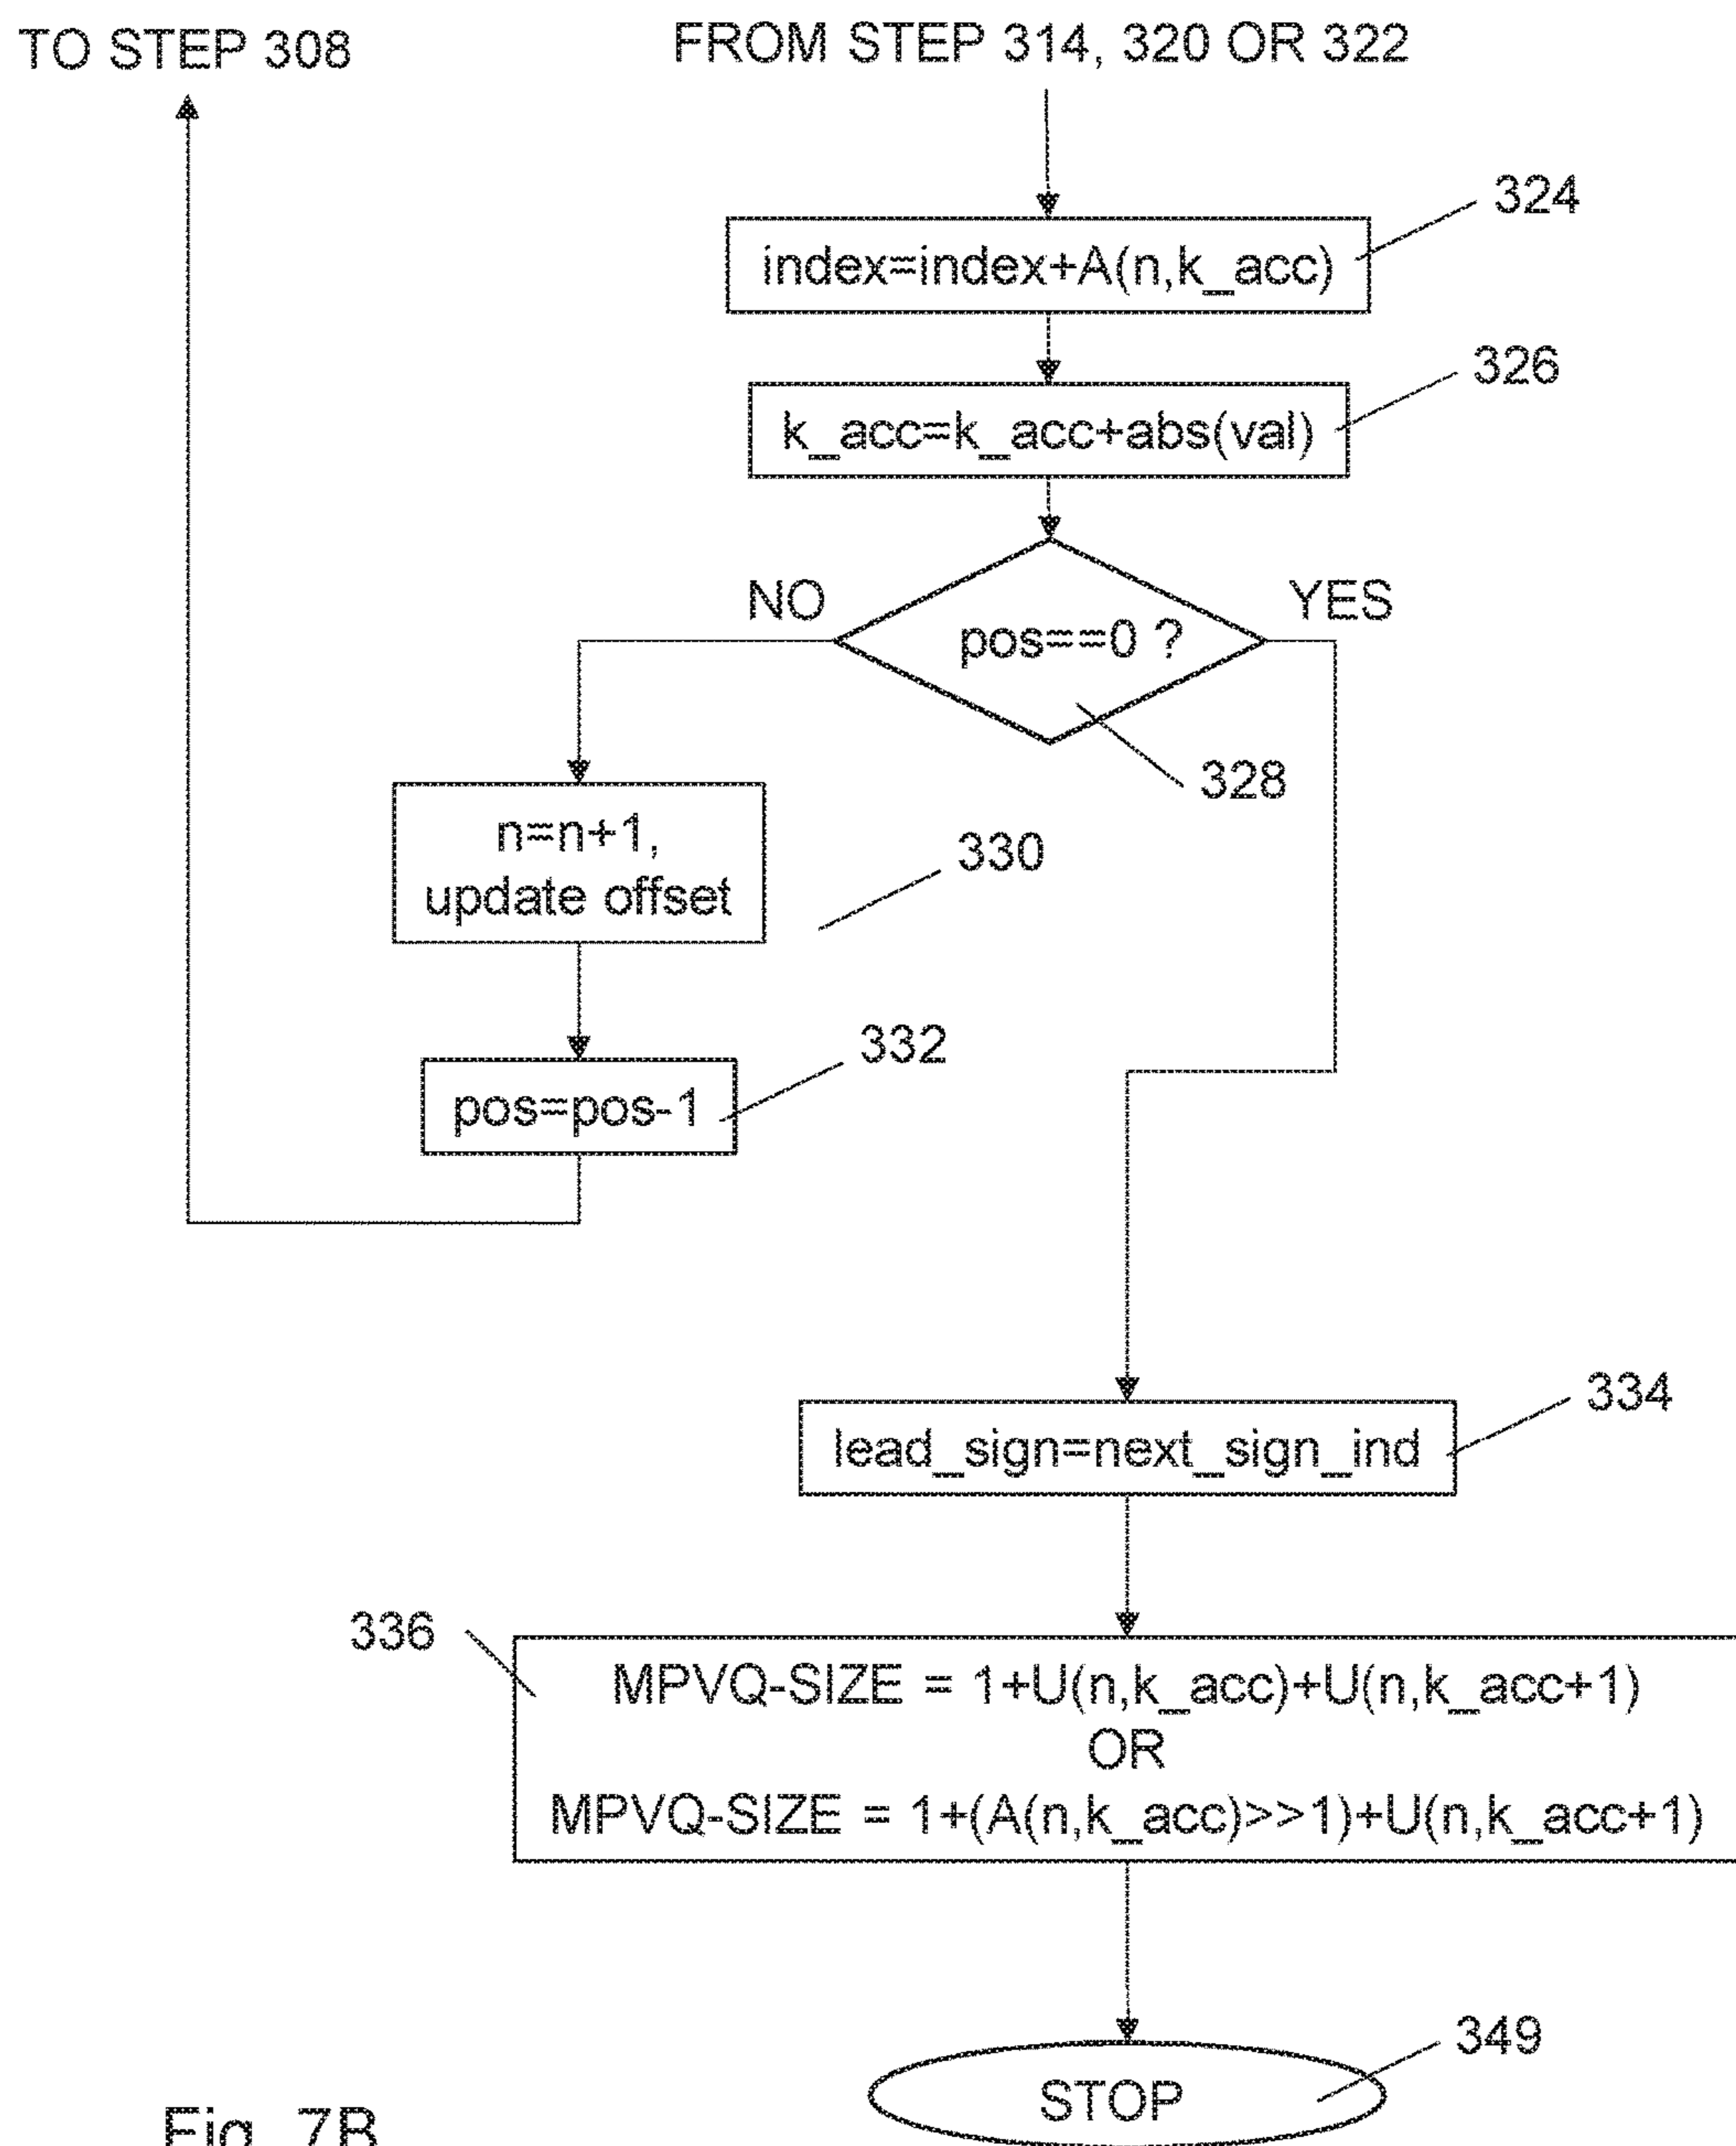 TO STEP 308
FROM STEP 314, 320 OR 322
324
index=index+A(n,k_acc)
326
k_acc=k_acc+abs(val)
NO
YES
pos==0 ?
328
n=n+1,
update offset
330
332
pos=pos-1
334
lead_sign=next_sign_ind
336
MPVQ-SIZE = 1+U(n,k_acc)+U(n,k_acc+1)
OR
MPVQ-SIZE = 1+(A(n,k_acc)>>1)+U(n,k_acc+1)
349
STOP
Fig. 7B